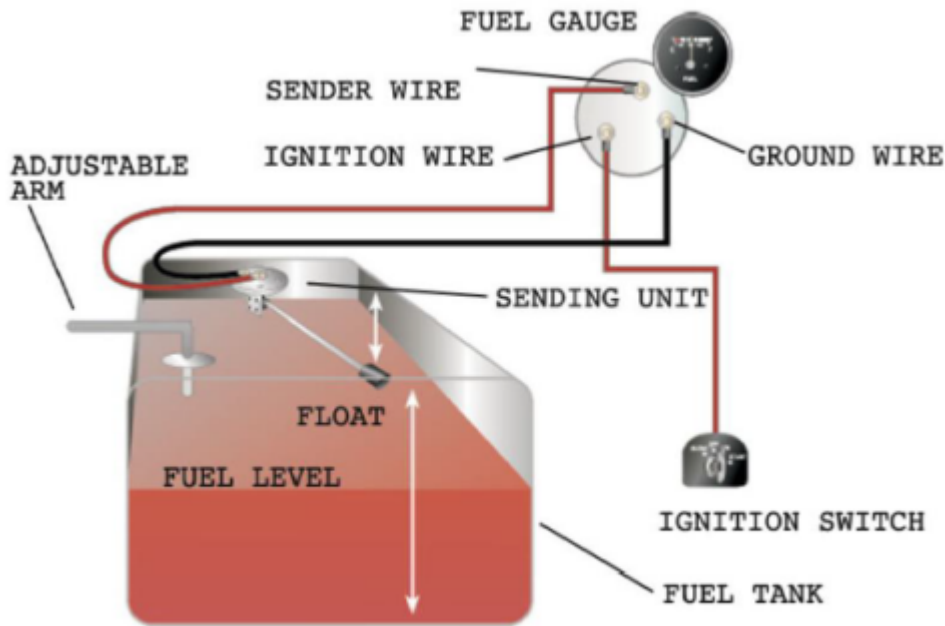 FUEL GAUGE
FUEL
SENDER WIRE
IGNITION WIRE
GROUND WIRE
ADJUSTABLE
ARM
SENDING UNIT
FLOAT
FUEL LEVEL
IGNITION SWITCH
FUEL TANK